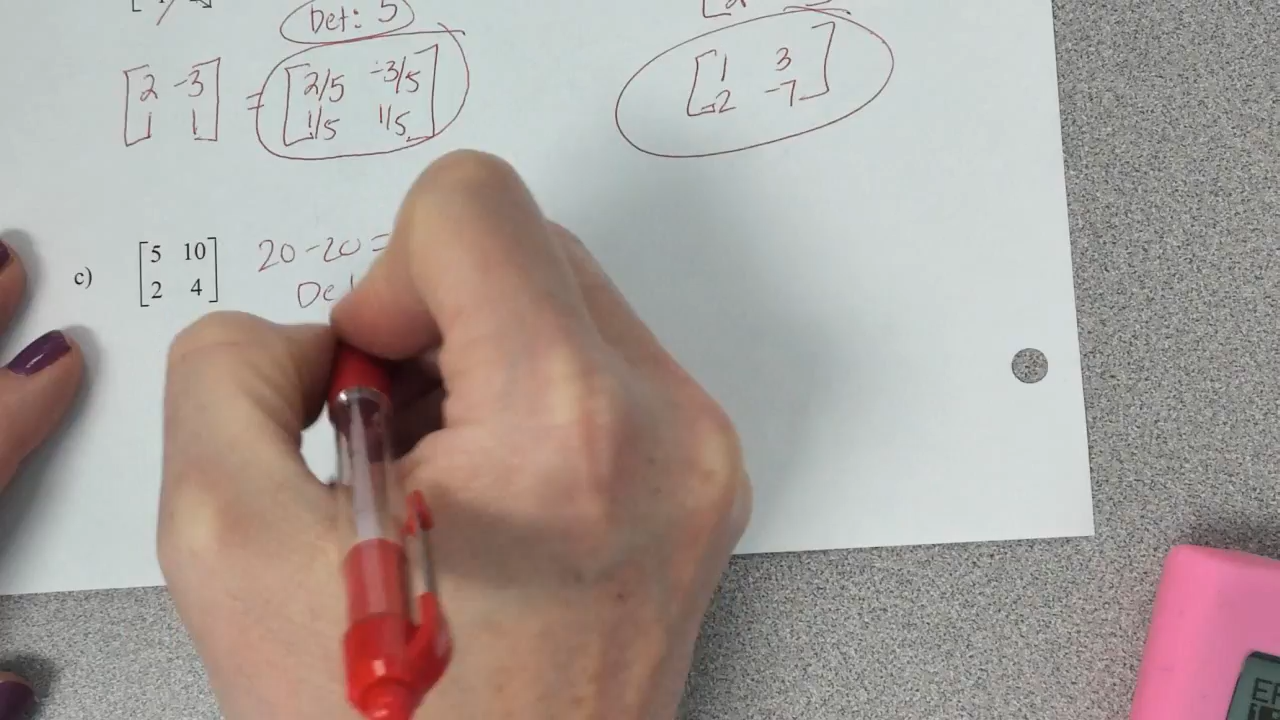 Det: 5
[2 -3
1 1] = [2/5 -3/5
1/5 1/5]
[1 3
-2 -7]
c) [5 10
2 4] 20-20=
Det